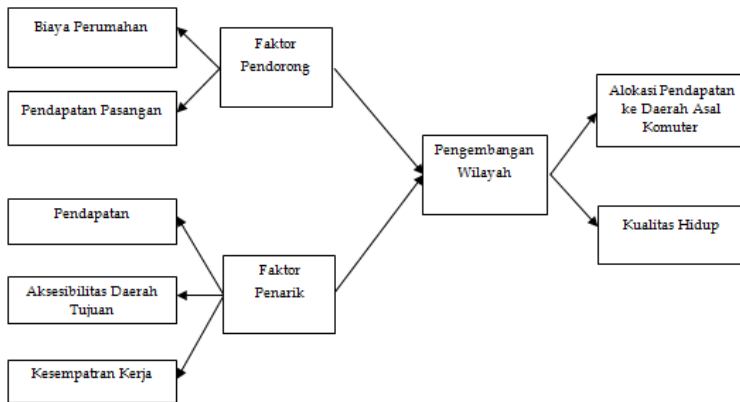 Biaya Perumahan
Pendapatan Pasangan
Faktor
Pendorong
Pendapatan
Aksesibilitas Daerah
Tujuan
Kesempatran Kerja
Faktor
Penarik
Pengembangan
Wilayah
Alokasi Pendapatan
ke Daerah Asal
Komuter
Kualitas Hidup